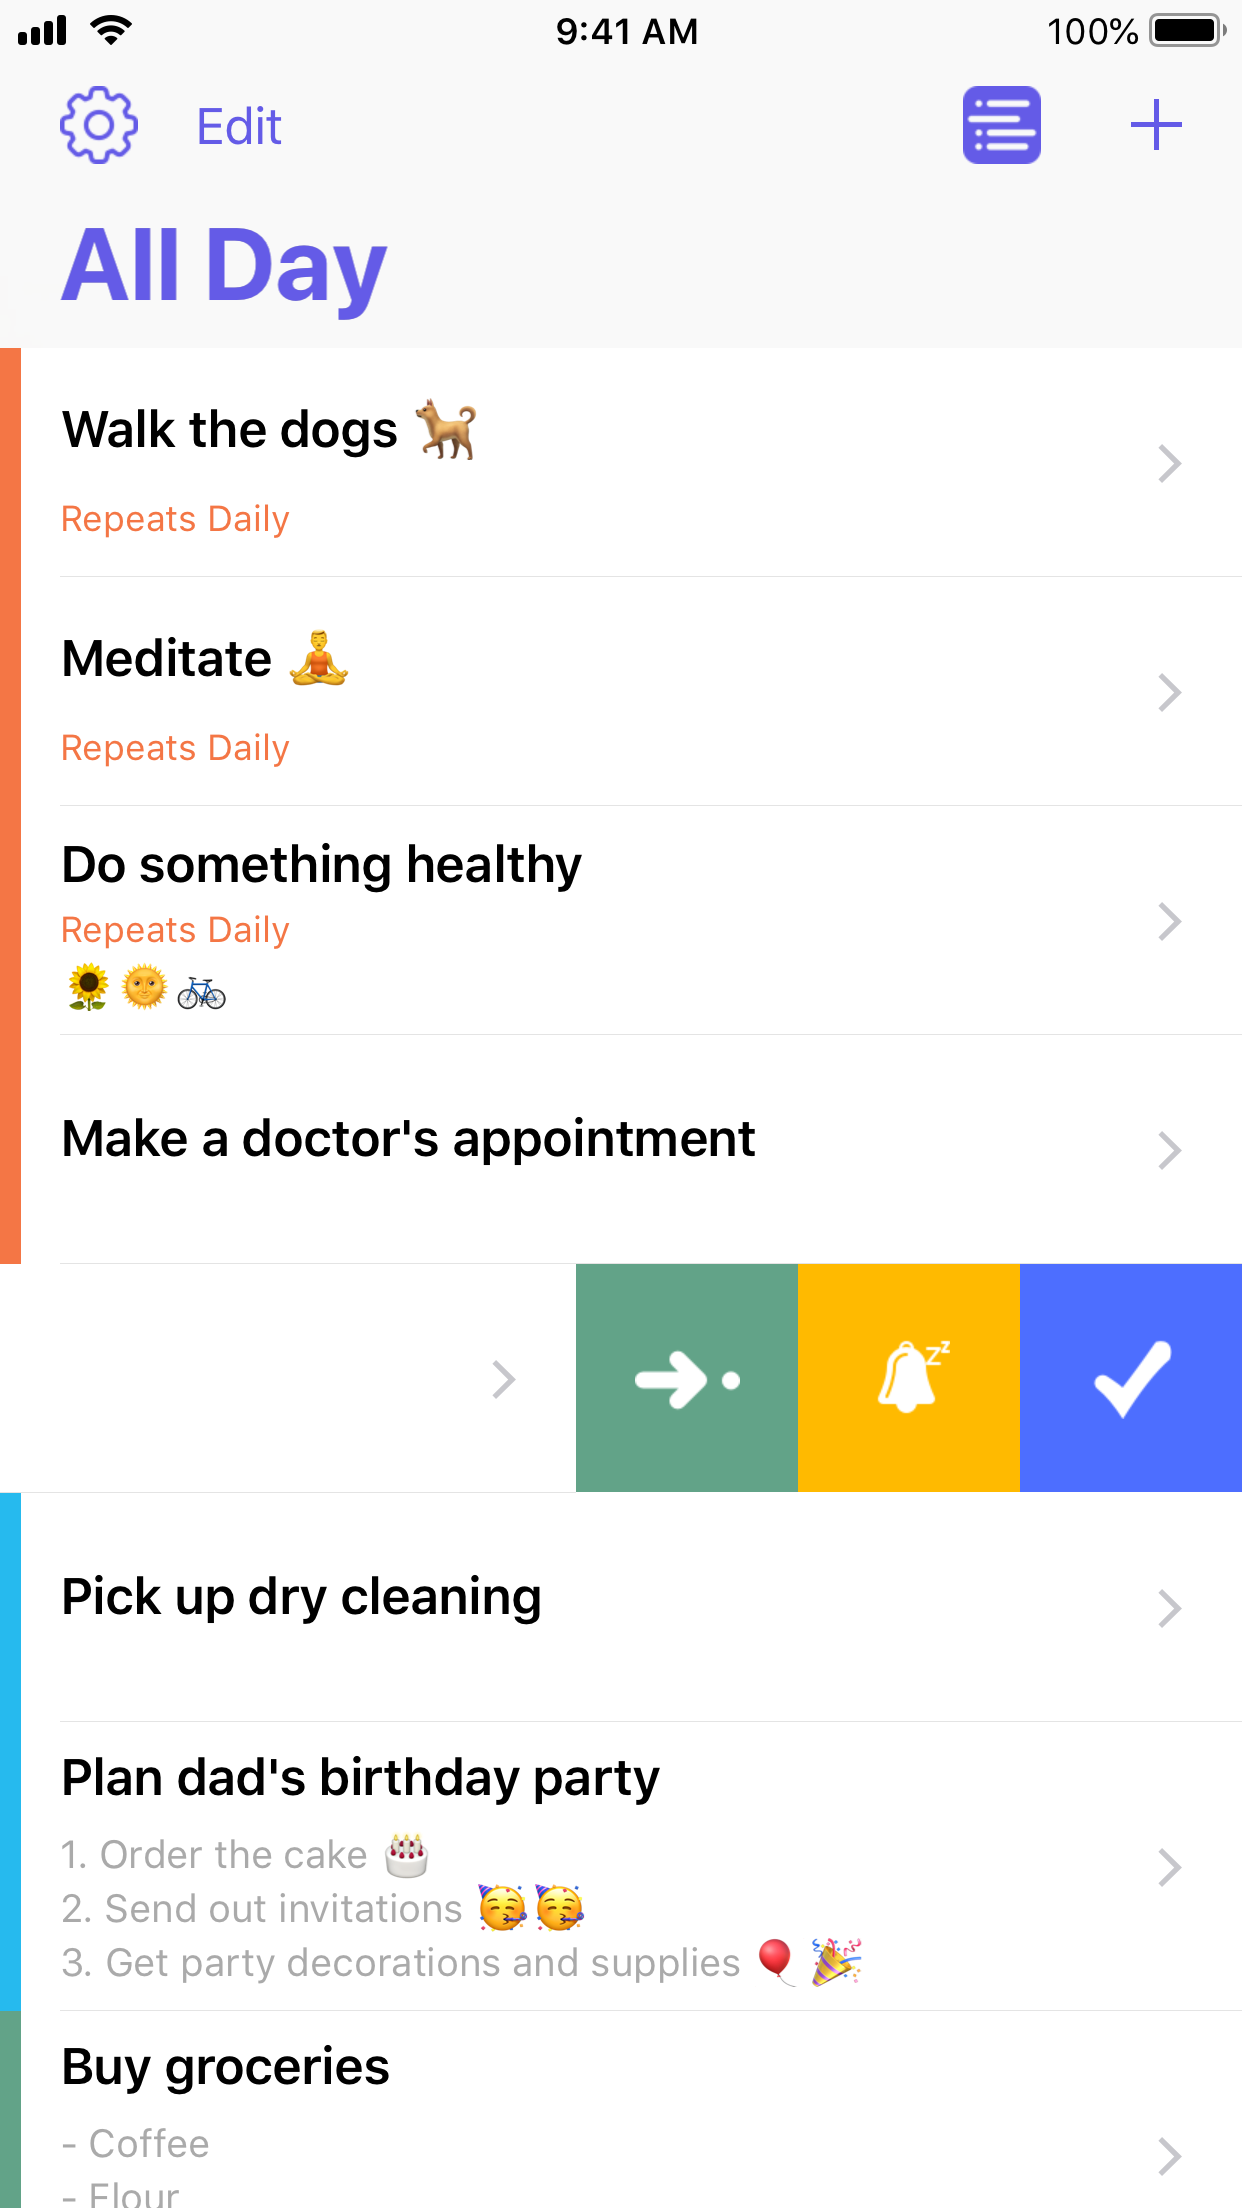 9:41 AM
100%
Edit
All Day
Walk the dogs 🐕
Repeats Daily
Meditate 🧘‍♂️
Repeats Daily
Do something healthy
Repeats Daily
🌻🌞🚲
Make a doctor's appointment
zz
Pick up dry cleaning
Plan dad's birthday party
1. Order the cake 🎂
2. Send out invitations 🥳🥳
3. Get party decorations and supplies 🎈🎉
Buy groceries
- Coffee
- Flour